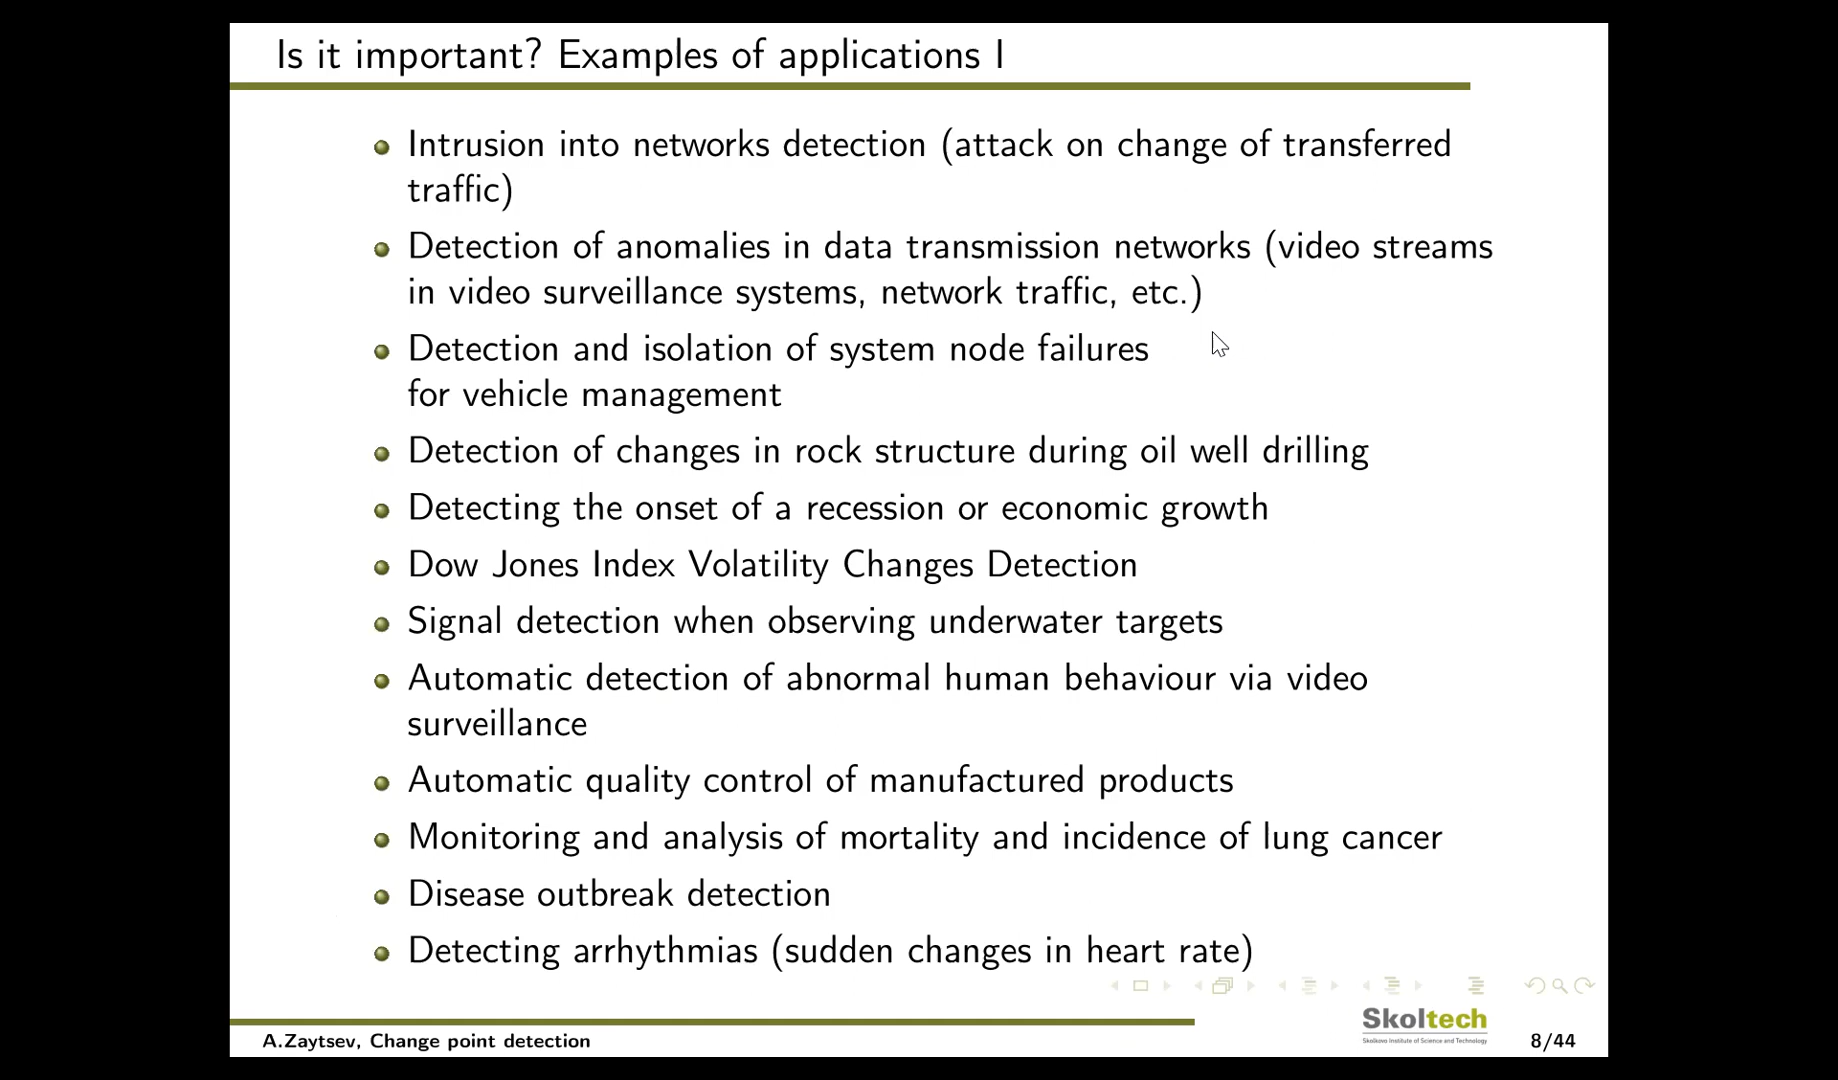 Is it important? Examples of applications I
Intrusion into networks detection (attack on change of transferred
traffic)
Detection of anomalies in data transmission networks (video streams
in video surveillance systems, network traffic, etc.)
Detection and isolation of system node failures
for vehicle management
Detection of changes in rock structure during oil well drilling
Detecting the onset of a recession or economic growth
Dow Jones Index Volatility Changes Detection
Signal detection when observing underwater targets
Automatic detection of abnormal human behaviour via video
surveillance
Automatic quality control of manufactured products
Monitoring and analysis of mortality and incidence of lung cancer
Disease outbreak detection
Detecting arrhythmias (sudden changes in heart rate)
Skoltech
Skolkovo Institute of Science and Technology
A.Zaytsev, Change point detection
8/44